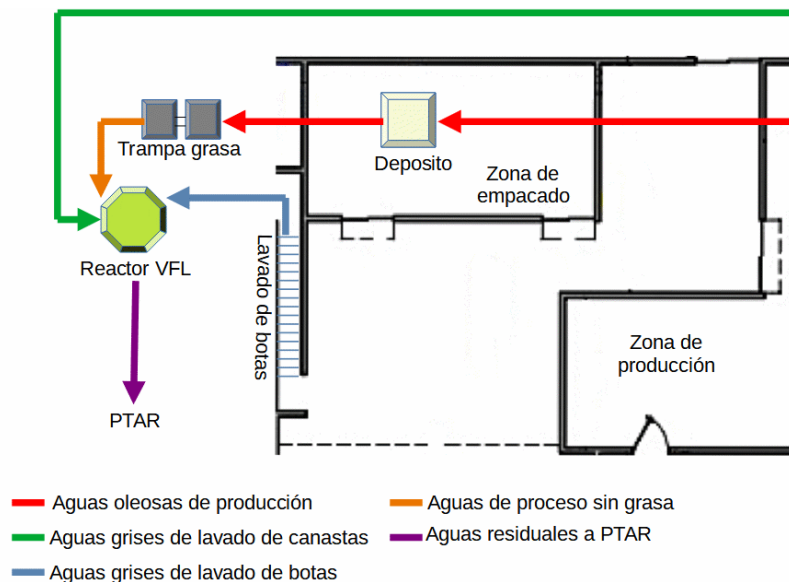 Trampa grasa
Deposito
Zona de
empacado
Reactor VFL
Lavado de botas
Zona de
producción
PTAR
Aguas oleosas de producción
Aguas de proceso sin grasa
Aguas grises de lavado de canastas
Aguas residuales a PTAR
Aguas grises de lavado de botas